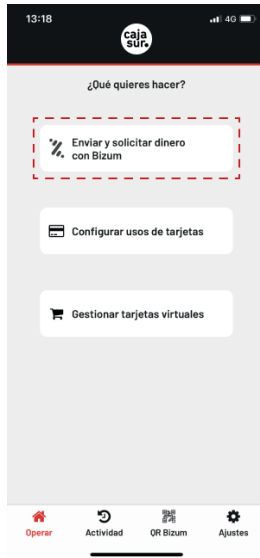 13:18
4G
caja
sur.
¿Qué quieres hacer?
Enviar y solicitar dinero
con Bizum
Configurar usos de tarjetas
Gestionar tarjetas virtuales
Operar
Actividad
QR Bizum
Ajustes